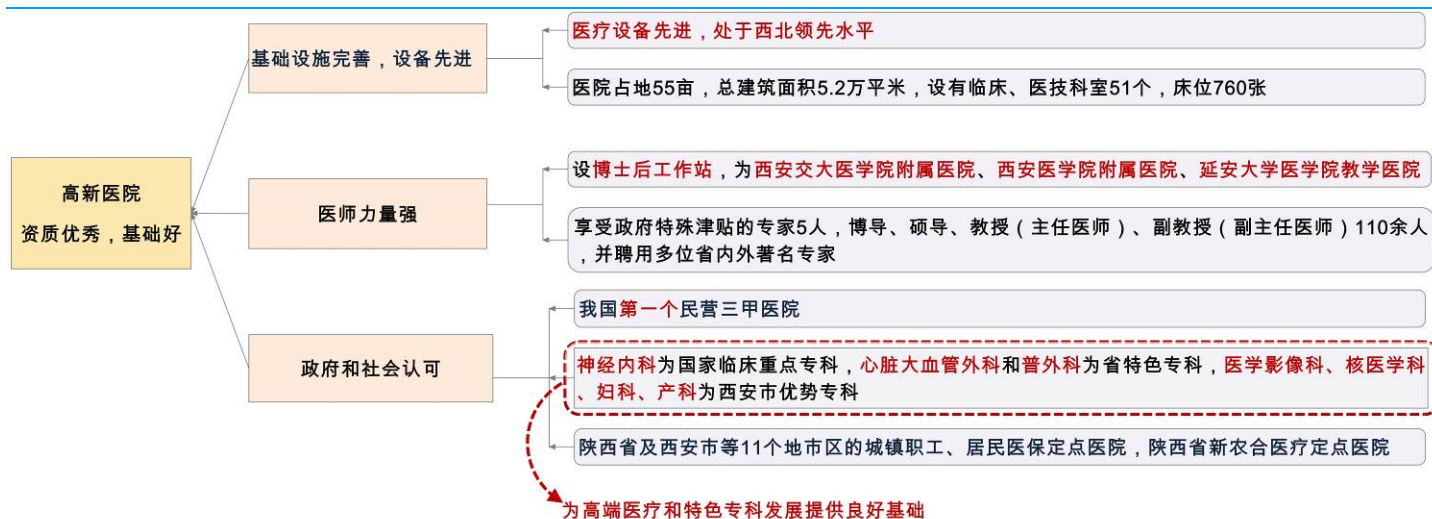 高新医院
资质优秀，基础好
基础设施完善，设备先进
医疗设备先进，处于西北领先水平
医院占地55亩，总建筑面积5.2万平米，设有临床、医技科室51个，床位760张
医师力量强
设博士后工作站，为西安交大医学院附属医院、西安医学院附属医院、延安大学医学院教学医院
享受政府特殊津贴的专家5人，博导、硕导、教授（主任医师）、副教授（副主任医师）110余人
，并聘用多位省内外著名专家
政府和社会认可
我国第一个民营三甲医院
神经内科为国家临床重点专科，心脏大血管外科和普外科为省特色专科，医学影像科、核医学科
、妇科、产科为西安市优势专科
陕西省及西安市等11个地市区的城镇职工、居民医保定点医院，陕西省新农合医疗定点医院
为高端医疗和特色专科发展提供良好基础